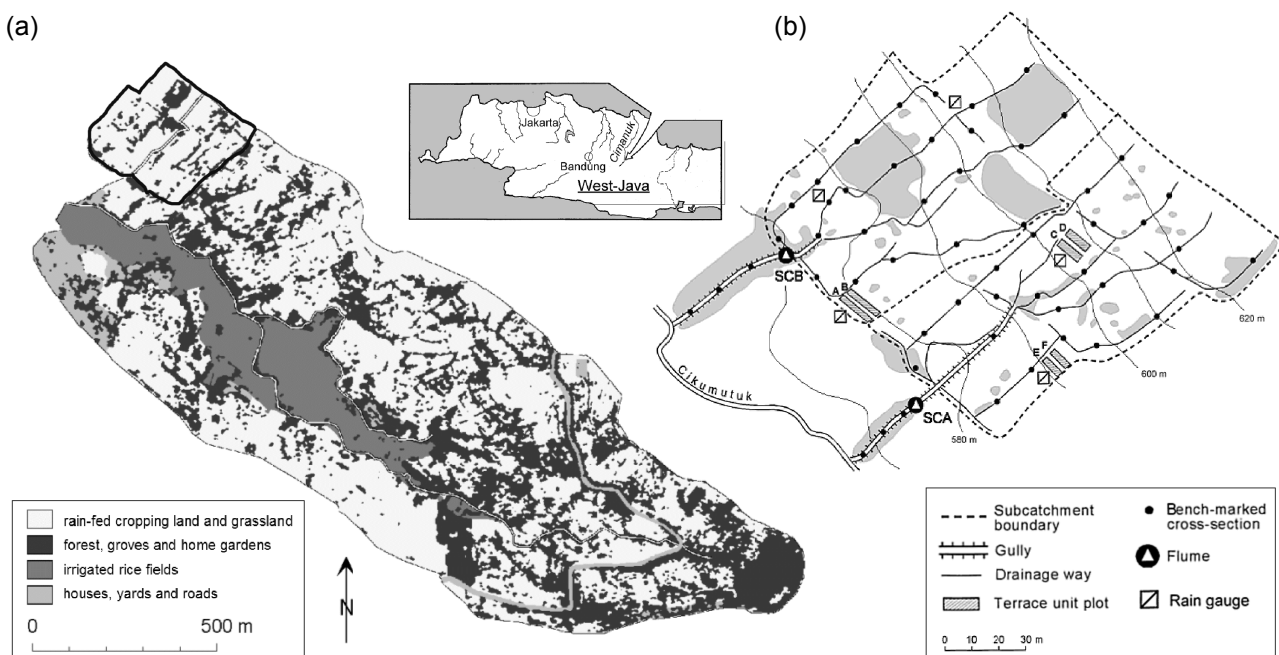 (a)
(b)
Jakarta
Cimanuk
Bandung
West-Java
SCB
A
B
C
D
E
F
SCA
Cikumutuk
620 m
600 m
580 m
rain-fed cropping land and grassland
forest, groves and home gardens
irrigated rice fields
houses, yards and roads
0 500 m
N
Subcatchment
boundary
Gully
Drainage way
Terrace unit plot
0 10 20 30 m
Bench-marked
cross-section
Flume
Rain gauge